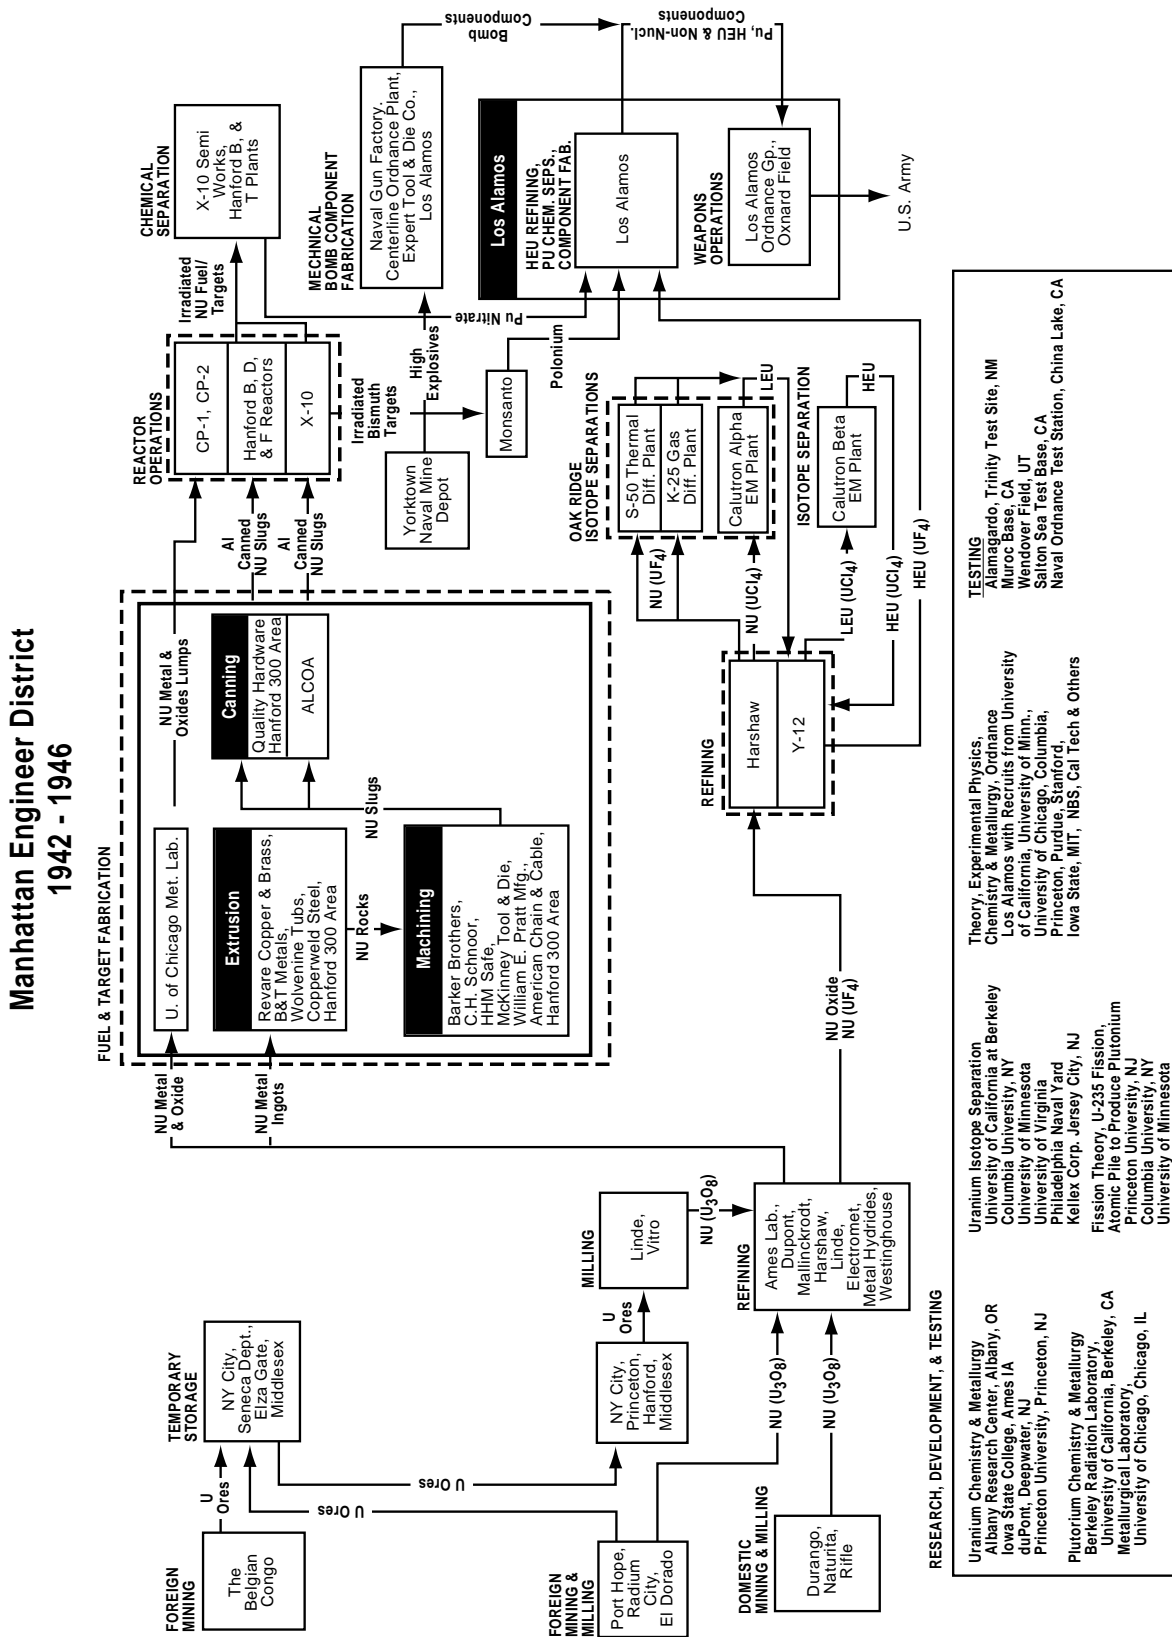 Manhattan Engineer District
1942 - 1946
FOREIGN
MINING
The
Belgian
Congo
U
Ores
TEMPORARY
STORAGE
NY City,
Seneca Dept.,
Elza Gate,
Middlesex
U Ores
U Ores
FOREIGN
MINING &
MILLING
Port Hope,
Radium
City,
El Dorado
NY City,
Princeton,
Hanford,
Middlesex
U
Ores
MILLING
Linde,
Vitro
NU (U3O8)
NU (U3O8)
DOMESTIC
MINING & MILLING
Durango,
Naturita,
Rifle
NU (U3O8)
REFINING
Ames Lab.,
Dupont,
Mallinckrodt,
Harshaw,
Linde,
Electromet,
Metal Hydrides,
Westinghouse
NU Metal
& Oxide
NU Metal
Ingots
NU Oxide
NU (UF4)
FUEL & TARGET FABRICATION
U. of Chicago Met. Lab.
NU Metal &
Oxides Lumps
Extrusion
Revare Copper & Brass,
B&T Metals,
Wolvenine Tubs,
Copperweld Steel,
Hanford 300 Area
NU Rocks
Machining
Barker Brothers,
C.H. Schnoor,
HHM Safe,
McKinney Tool & Die,
William E. Pratt Mfg.,
American Chain & Cable,
Hanford 300 Area
NU Slugs
Canning
Quality Hardware
Hanford 300 Area
ALCOA
Al
Canned
NU Slugs
Al
Canned
NU Slugs
REACTOR
OPERATIONS
CP-1, CP-2
Hanford B, D,
& F Reactors
X-10
Irradiated
NU Fuel/
Targets
Irradiated
Bismuth
Targets
CHEMICAL
SEPARATION
X-10 Semi
Works,
Hanford B, &
T Plants
Pu Nitrate
Yorktown
Naval Mine
Depot
High
Explosives
MECHNICAL
BOMB COMPONENT
FABRICATION
Naval Gun Factory.
Centerline Ordnance Plant,
Expert Tool & Die Co.,
Los Alamos
Bomb
Components
Monsanto
Polonium
Los Alamos
HEU REFINING,
PU CHEM. SEPS.,
COMPONENT FAB.
Los Alamos
Pu, HEU & Non-Nucl.
Components
WEAPONS
OPERATIONS
Los Alamos
Ordnance Gp.,
Oxnard Field
U.S. Army
REFINING
Harshaw
Y-12
NU (UF4)
NU (UCl4)
OAK RIDGE
ISOTOPE SEPARATIONS
S-50 Thermal
Diff. Plant
K-25 Gas
Diff. Plant
Calutron Alpha
EM Plant
LEU
ISOTOPE SEPARATION
Calutron Beta
EM Plant
LEU (UCl4)
HEU
HEU (UCl4)
HEU (UF4)
RESEARCH, DEVELOPMENT, & TESTING
Uranium Chemistry & Metallurgy
Albany Research Center, Albany, OR
Iowa State College, Ames IA
duPont, Deepwater, NJ
Princeton University, Princeton, NJ
Plutorium Chemistry & Metallurgy
Berkeley Radiation Laboratory,
University of California, Berkeley, CA
Metallurgical Laboratory,
University of Chicago, Chicago, IL
Uranium Isotope Separation
University of California at Berkeley
Columbia University, NY
University of Minnesota
University of Virginia
Philadelphia Naval Yard
Kellex Corp. Jersey City, NJ
Fission Theory, U-235 Fission,
Atomic Pile to Produce Plutonium
Princeton University, NJ
Columbia University, NY
University of Minnesota
Theory, Experimental Physics,
Chemistry & Metallurgy, Ordnance
Los Alamos with Recruits from University
of California, University of Minn.,
University of Chicago, Columbia,
Princeton, Purdue, Stanford,
Iowa State, MIT, NBS, Cal Tech & Others
TESTING
Alamagardo, Trinity Test Site, NM
Muroc Base, CA
Wendover Field, UT
Salton Sea Test Base, CA
Naval Ordnance Test Station, China Lake, CA